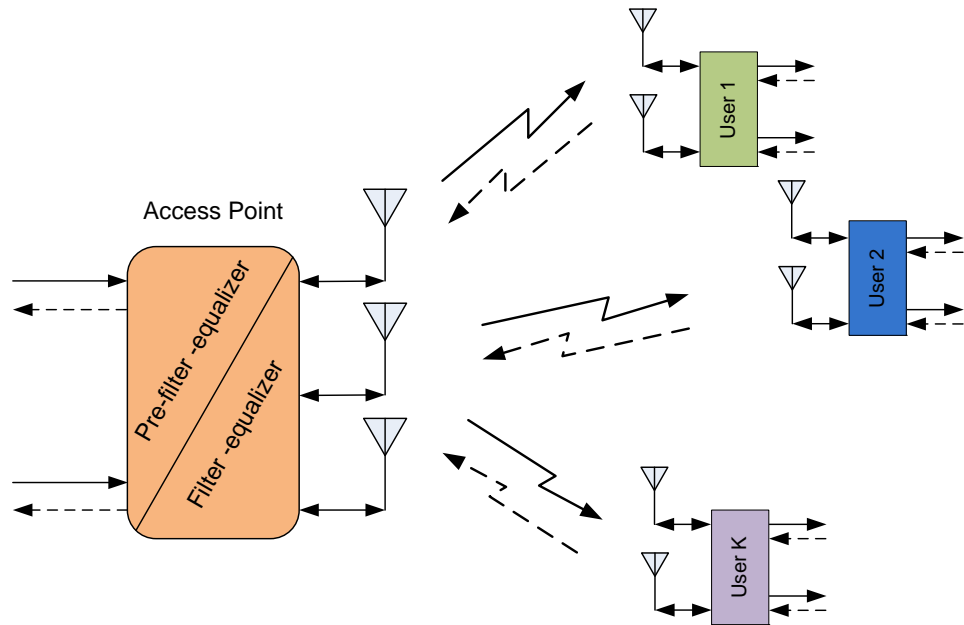 Access Point
Pre-filter -equalizer
Filter -equalizer
User 1
User 2
User K